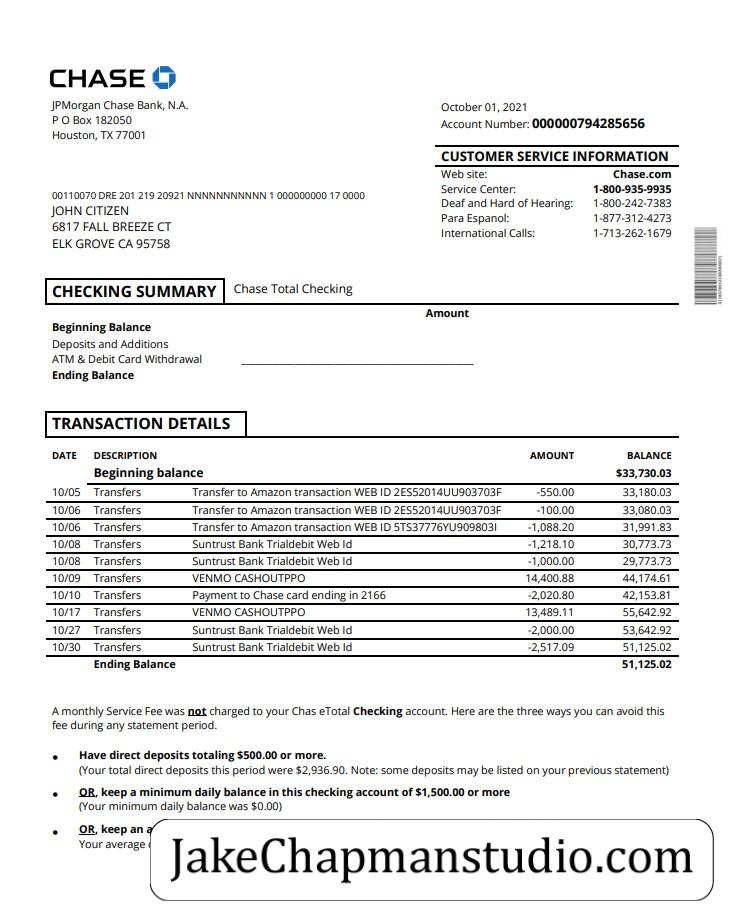 CHASE
JPMorgan Chase Bank, N.A.
P O Box 182050
Houston, TX 77001
October 01, 2021
Account Number: 000000794285656
CUSTOMER SERVICE INFORMATION
Web site: Chase.com
Service Center: 1-800-935-9935
Deaf and Hard of Hearing: 1-800-242-7383
Para Espanol: 1-877-312-4273
International Calls: 1-713-262-1679
00110070 DRE 201 219 20921 NNNNNNNNNNN 1 000000000 17 0000
JOHN CITIZEN
6817 FALL BREEZE CT
ELK GROVE CA 95758
CHECKING SUMMARY Chase Total Checking
Amount
Beginning Balance
Deposits and Additions
ATM & Debit Card Withdrawal
Ending Balance
TRANSACTION DETAILS
DATE DESCRIPTION AMOUNT BALANCE
Beginning balance $33,730.03
10/05 Transfers Transfer to Amazon transaction WEB ID 2ES52014UU903703F -550.00 33,180.03
10/06 Transfers Transfer to Amazon transaction WEB ID 2ES52014UU903703F -100.00 33,080.03
10/06 Transfers Transfer to Amazon transaction WEB ID 5TS37776YU909803I -1,088.20 31,991.83
10/08 Transfers Suntrust Bank Trialdebit Web Id -1,218.10 30,773.73
10/08 Transfers Suntrust Bank Trialdebit Web Id -1,000.00 29,773.73
10/09 Transfers VENMO CASHOUTPPO 14,400.88 44,174.61
10/10 Transfers Payment to Chase card ending in 2166 -2,020.80 42,153.81
10/17 Transfers VENMO CASHOUTPPO 13,489.11 55,642.92
10/27 Transfers Suntrust Bank Trialdebit Web Id -2,000.00 53,642.92
10/30 Transfers Suntrust Bank Trialdebit Web Id -2,517.09 51,125.02
Ending Balance 51,125.02
A monthly Service Fee was not charged to your Chas eTotal Checking account. Here are the three ways you can avoid this
fee during any statement period.
• Have direct deposits totaling $500.00 or more.
(Your total direct deposits this period were $2,936.90. Note: some deposits may be listed on your previous statement)
• OR, keep a minimum daily balance in this checking account of $1,500.00 or more
(Your minimum daily balance was $0.00)
• OR, keep an
Your average
JakeChapmanstudio.com